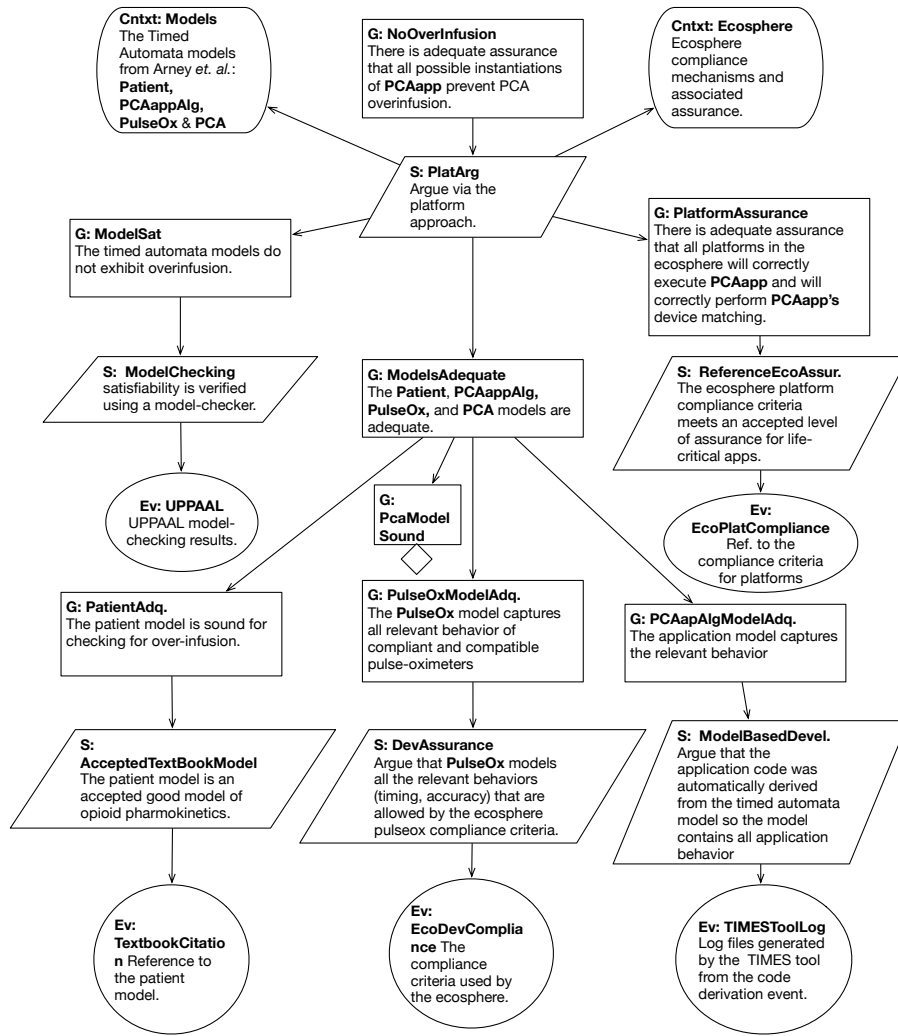 Cntxt: Models
The Timed
Automata models
from Arney et. al.:
Patient,
PCAappAlg,
PulseOx & PCA
G: NoOverInfusion
There is adequate assurance
that all possible instantiations
of PCAapp prevent PCA
overinfusion.
Cntxt: Ecosphere
Ecosphere
compliance
mechanisms and
associated
assurance.
S: PlatArg
Argue via the
platform
approach.
G: ModelSat
The timed automata models do
not exhibit overinfusion.
G: PlatformAssurance
There is adequate assurance
that all platforms in the
ecosphere will correctly
execute PCAapp and will
correctly perform PCAapp's
device matching.
S: ModelChecking
satisfiability is verified
using a model-checker.
G: ModelsAdequate
The Patient, PCAappAlg,
PulseOx, and PCA models are
adequate.
S: ReferenceEcoAssur.
The ecosphere platform
compliance criteria
meets an accepted level
of assurance for life-
critical apps.
Ev: UPPAAL
UPPAAL model-
checking results.
G:
PcaModel
Sound
Ev:
EcoPlatCompliance
Ref. to the
compliance criteria
for platforms
G: PatientAdq.
The patient model is sound for
checking for over-infusion.
G: PulseOxModelAdq.
The PulseOx model captures
all relevant behavior of
compliant and compatible
pulse-oximeters
G: PCAapAlgModelAdq.
The application model captures
the relevant behavior
S:
AcceptedTextBookModel
The patient model is an
accepted good model of
opioid pharmokinetics.
S: DevAssurance
Argue that PulseOx models
all the relevant behaviors
(timing, accuracy) that are
allowed by the ecosphere
pulseox compliance criteria.
S: ModelBasedDevel.
Argue that the
application code was
automatically derived
from the timed automata
model so the model
contains all application
behavior
Ev:
TextbookCitatio
n Reference to
the patient
model.
Ev:
EcoDevComplia
nce The
compliance
criteria used by
the ecosphere.
Ev: TIMESToolLog
Log files generated
by the TIMES tool
from the code
derivation event.